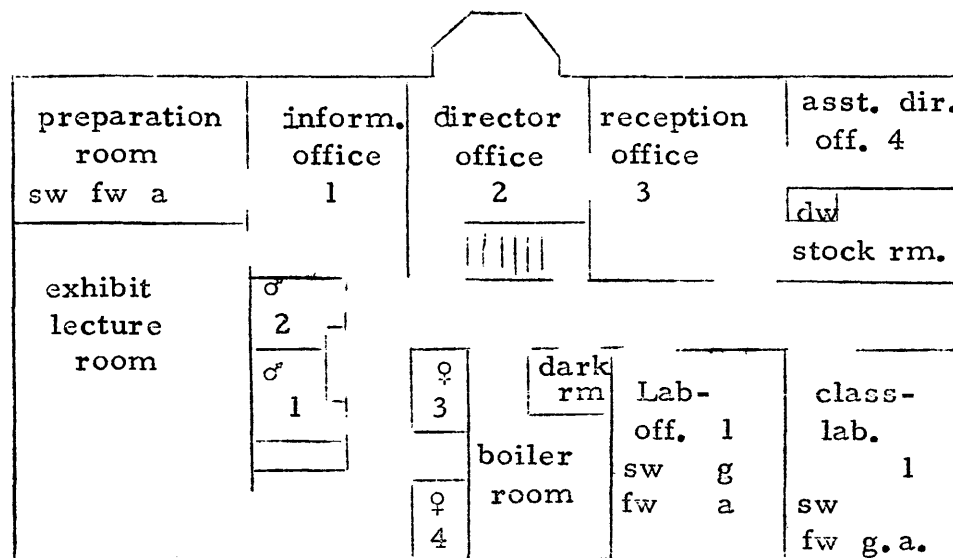 preparation
room
sw fw a
inform.
office
1
director
office
2
reception
office
3
asst. dir.
off. 4
dw
stock rm.
exhibit
lecture
room
♂
2
♂
1
♀
3
♀
4
dark
rm
boiler
room
Lab-
off. 1
sw g
fw a
class-
lab.
1
sw
fw g.a.